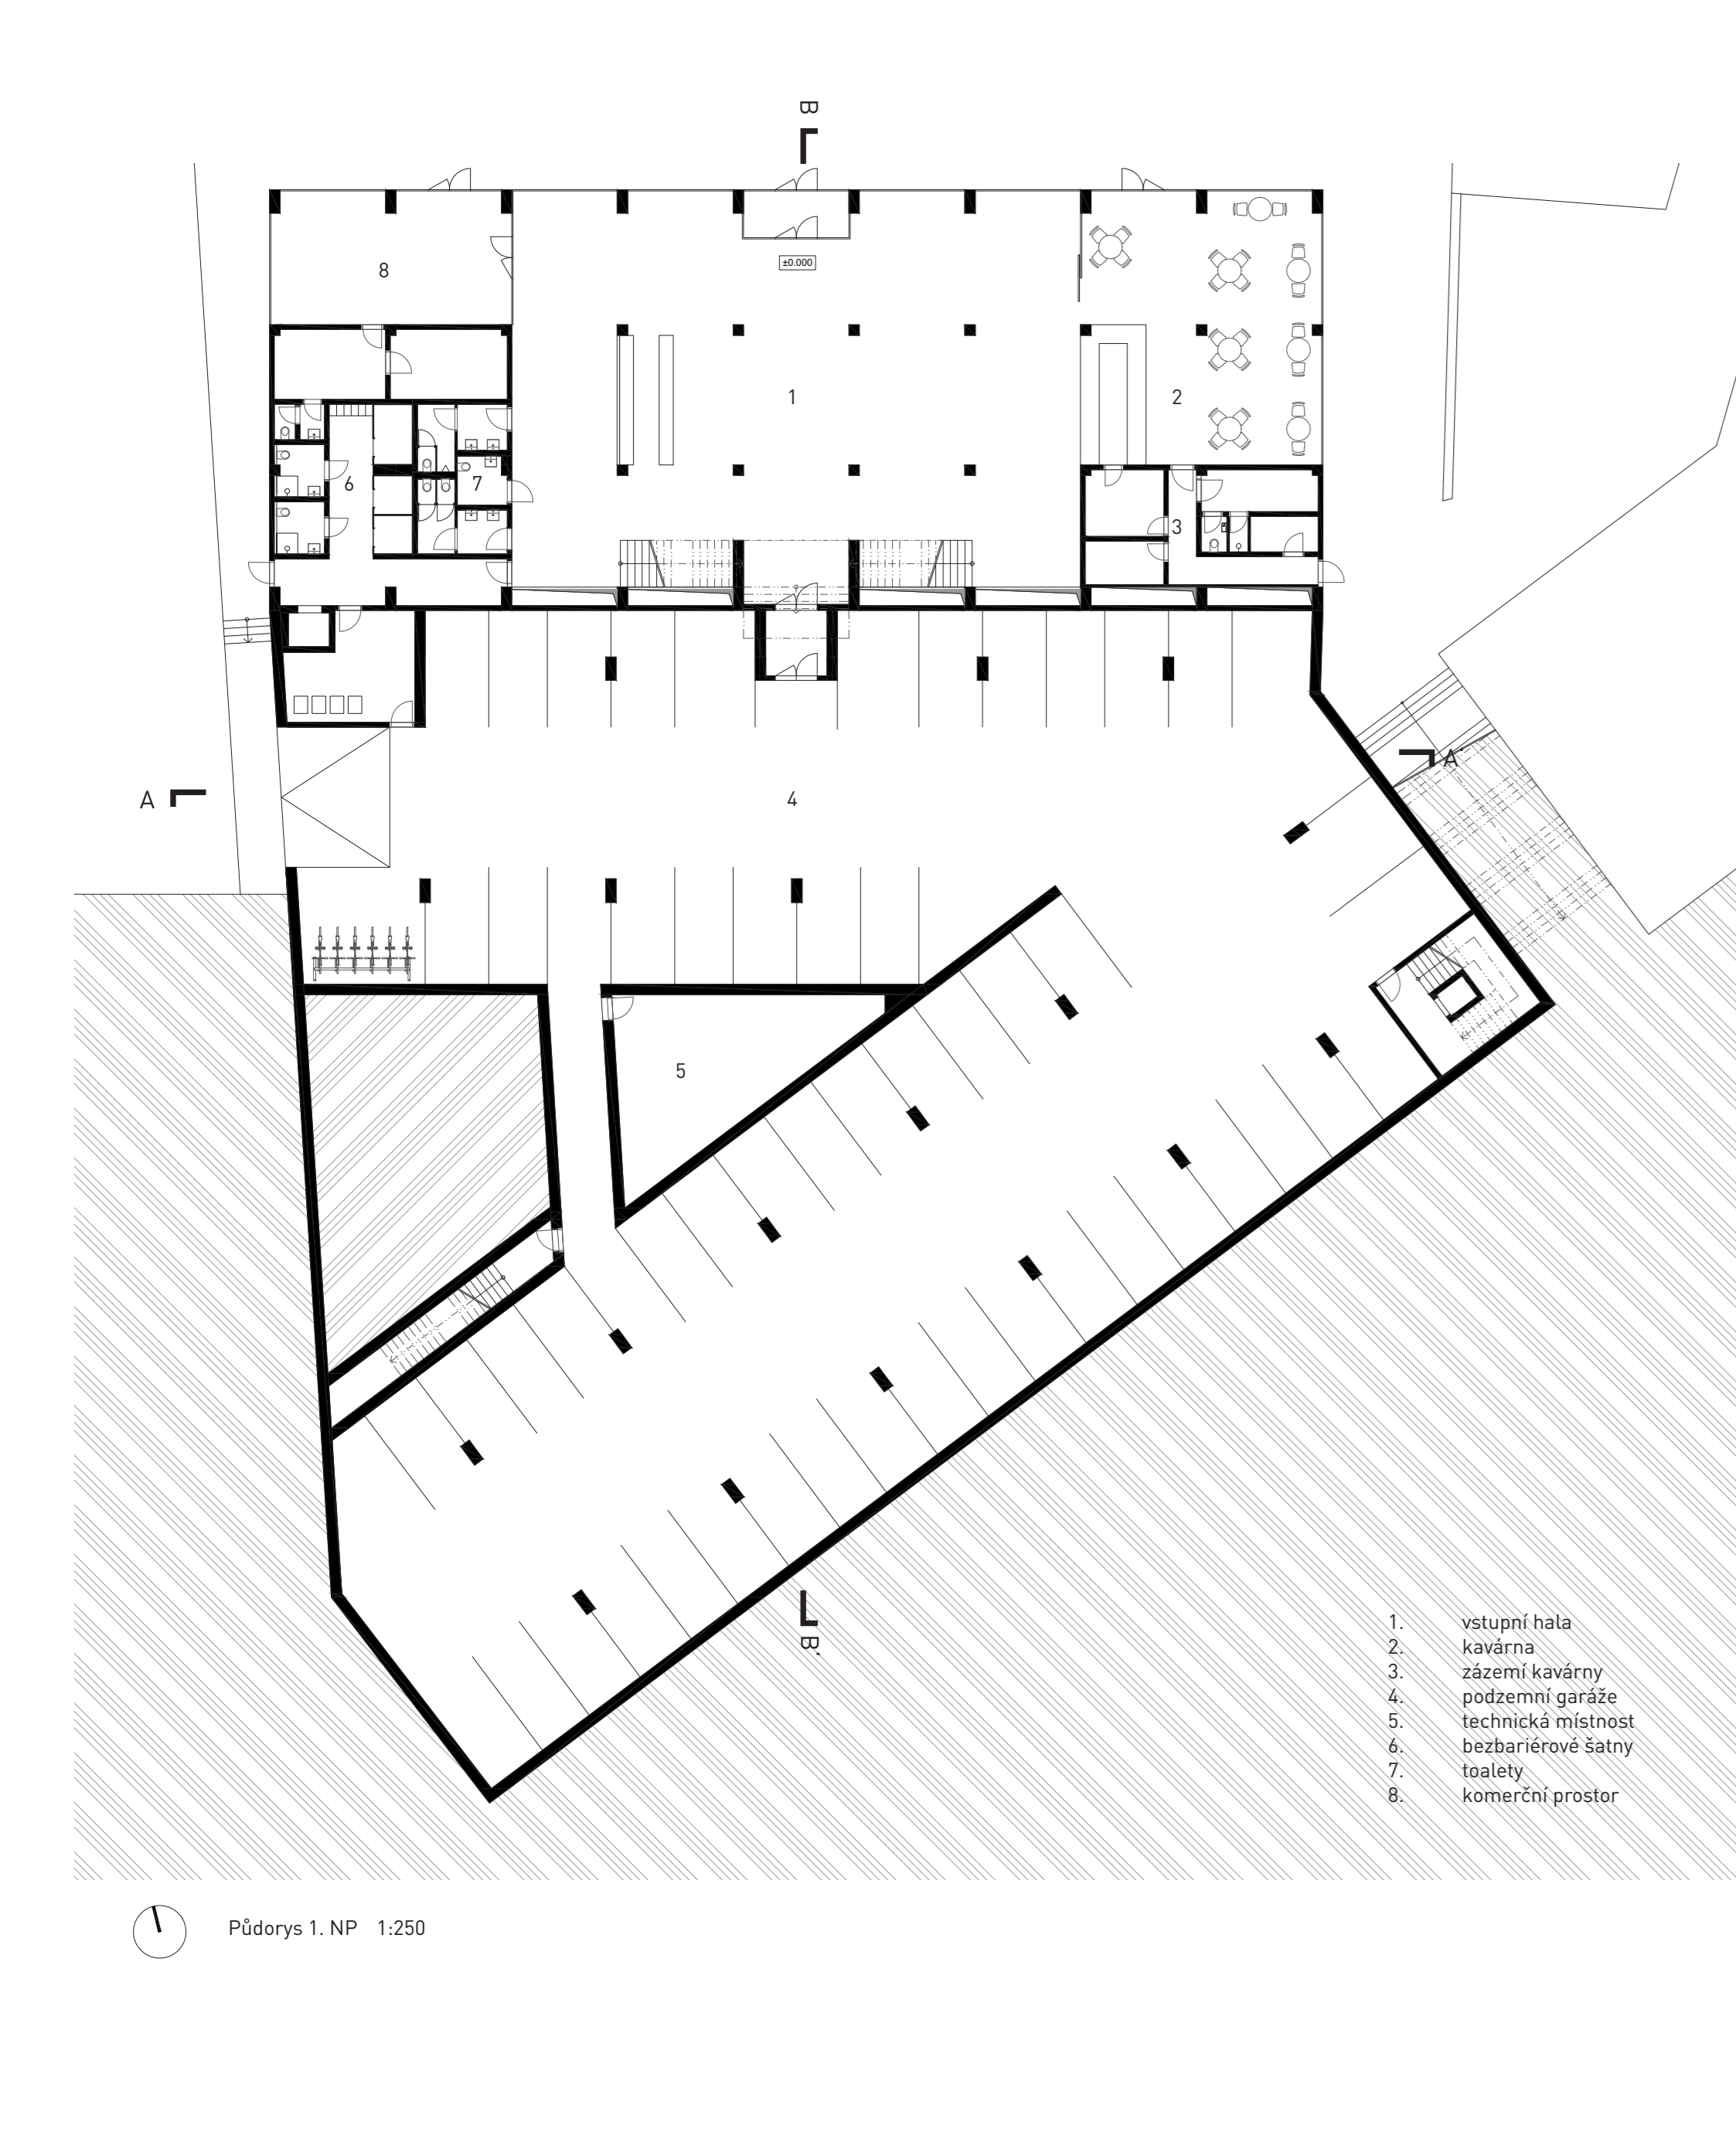 B
±0.000
8
1
2
6
7
3
A'
A
4
5
B'
1. vstupní hala
2. kavárna
3. zázemí kavárny
4. podzemní garáže
5. technická místnost
6. bezbariérové šatny
7. toalety
8. komerční prostor
Půdorys 1. NP 1:250